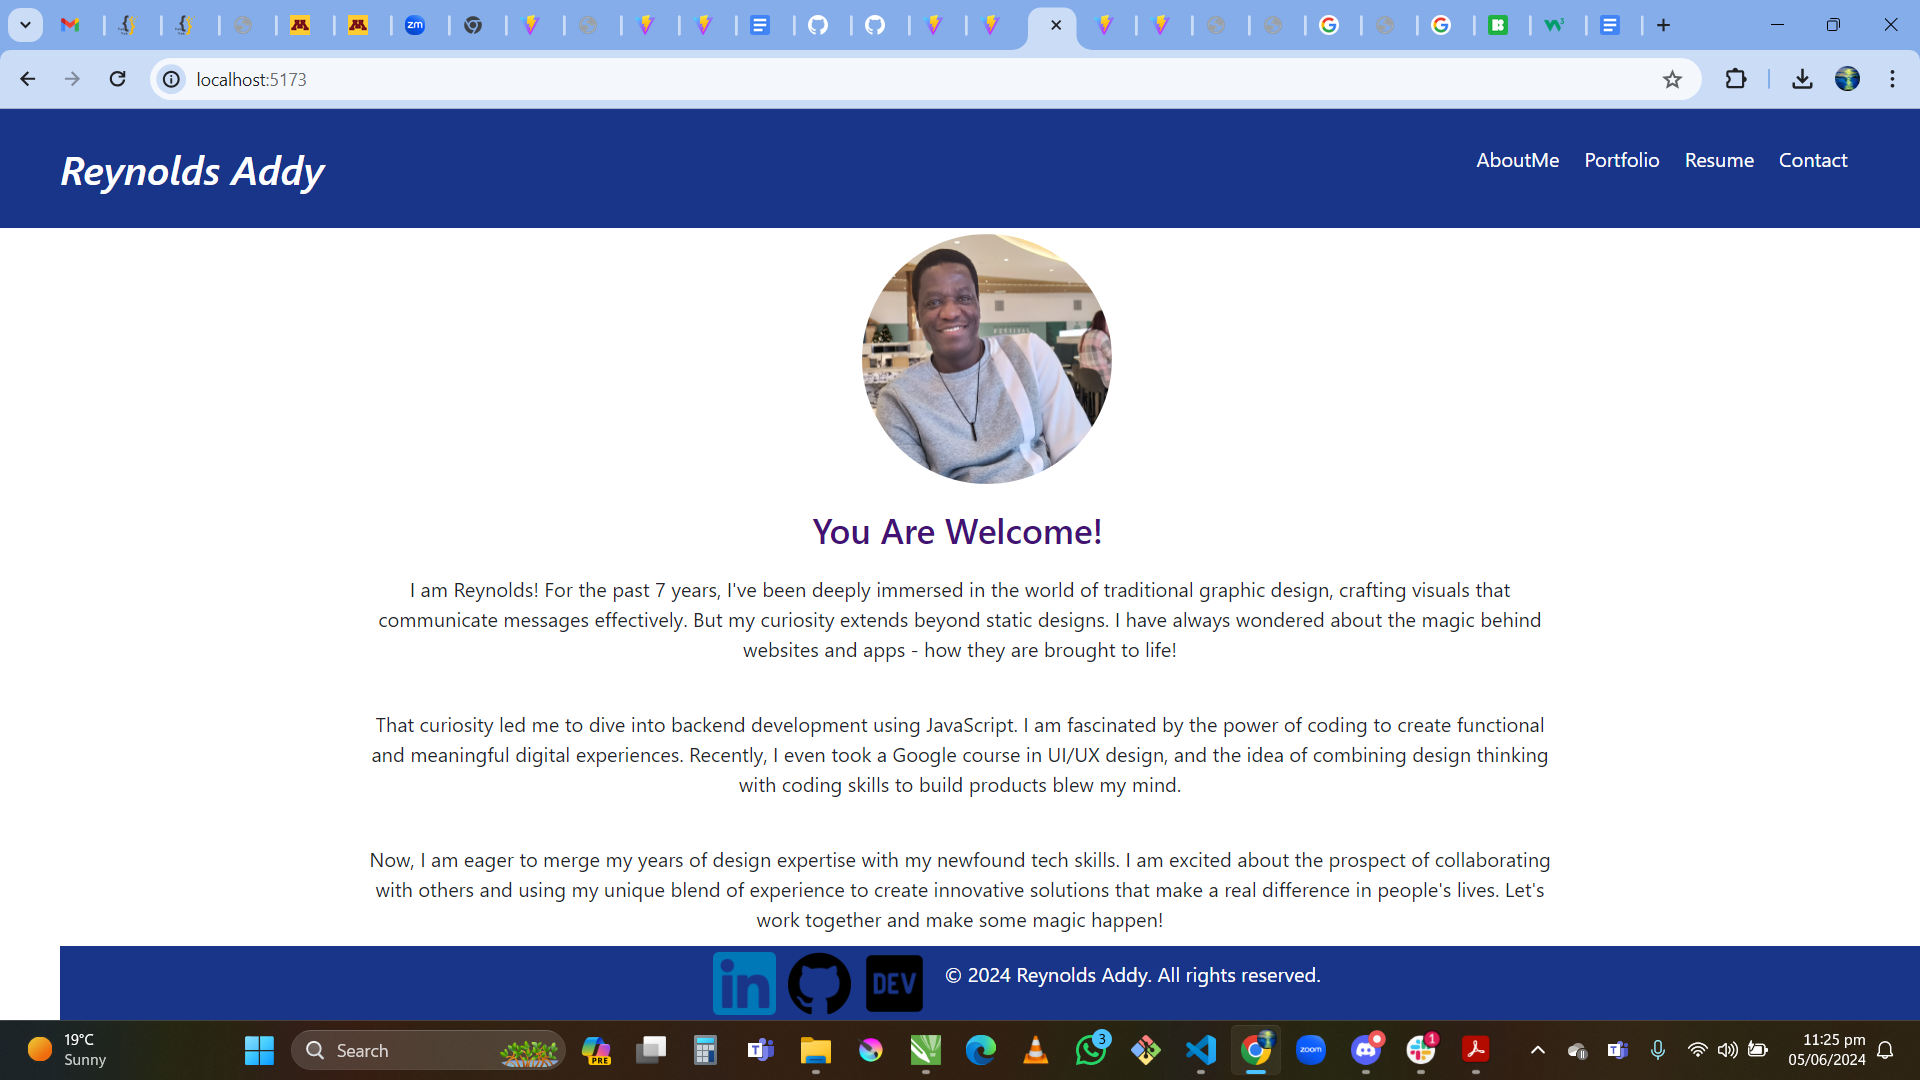 zm
localhost:5173
Reynolds Addy
AboutMe Portfolio Resume Contact
FESTIVAL
You Are Welcome!
I am Reynolds! For the past 7 years, I've been deeply immersed in the world of traditional graphic design, crafting visuals that
communicate messages effectively. But my curiosity extends beyond static designs. I have always wondered about the magic behind
websites and apps - how they are brought to life!
That curiosity led me to dive into backend development using JavaScript. I am fascinated by the power of coding to create functional
and meaningful digital experiences. Recently, I even took a Google course in UI/UX design, and the idea of combining design thinking
with coding skills to build products blew my mind.
Now, I am eager to merge my years of design expertise with my newfound tech skills. I am excited about the prospect of collaborating
with others and using my unique blend of experience to create innovative solutions that make a real difference in people's lives. Let's
work together and make some magic happen!
in DEV © 2024 Reynolds Addy. All rights reserved.
19°C
Sunny
Search
PRE
3
zoom
1
11:25 pm
05/06/2024